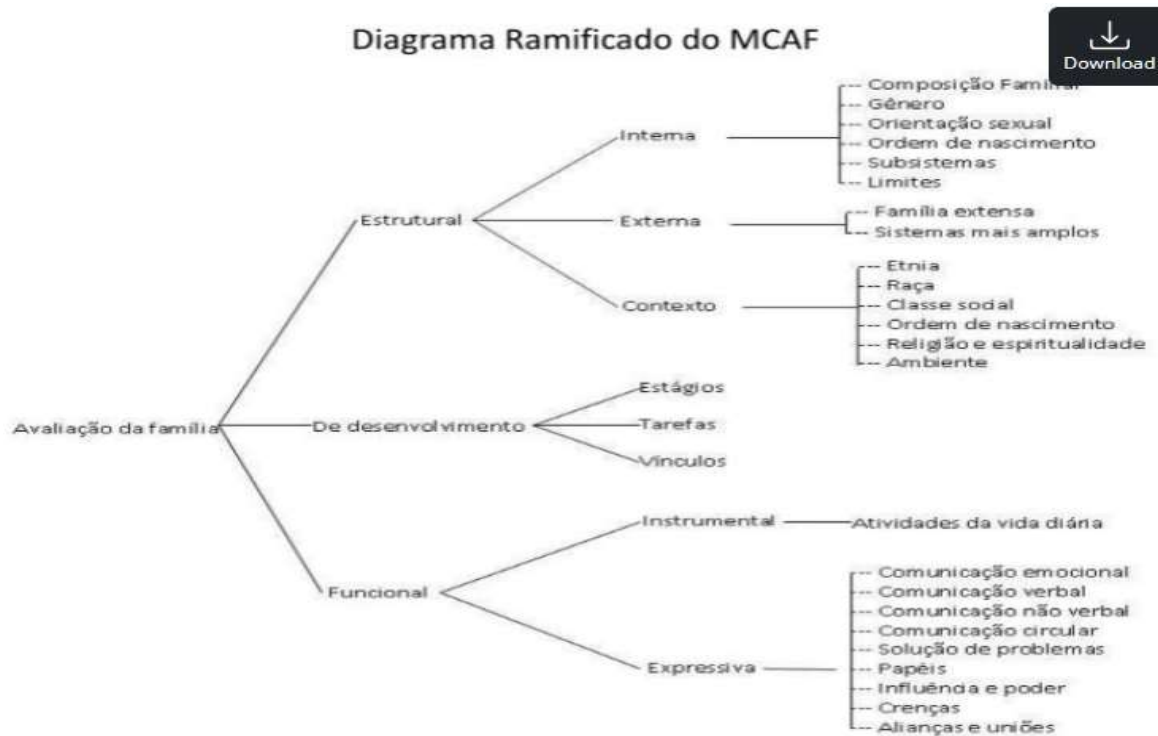 Diagrama Ramificado do MCAF
Download
Composição Familiar
Gênero
Orientação sexual
Ordem de nascimento
Subsistemas
Limites
Interna
Estrutural
Externa
Família extensa
Sistemas mais amplos
Contexto
Etnia
Raça
Classe social
Ordem de nascimento
Religião e espiritualidade
Ambiente
Avaliação da família
De desenvolvimento
Estágios
Tarefas
Vínculos
Funcional
Instrumental
Atividades da vida diária
Expressiva
Comunicação emocional
Comunicação verbal
Comunicação não verbal
Comunicação circular
Solução de problemas
Papéis
Influência e poder
Crenças
Alianças e uniões